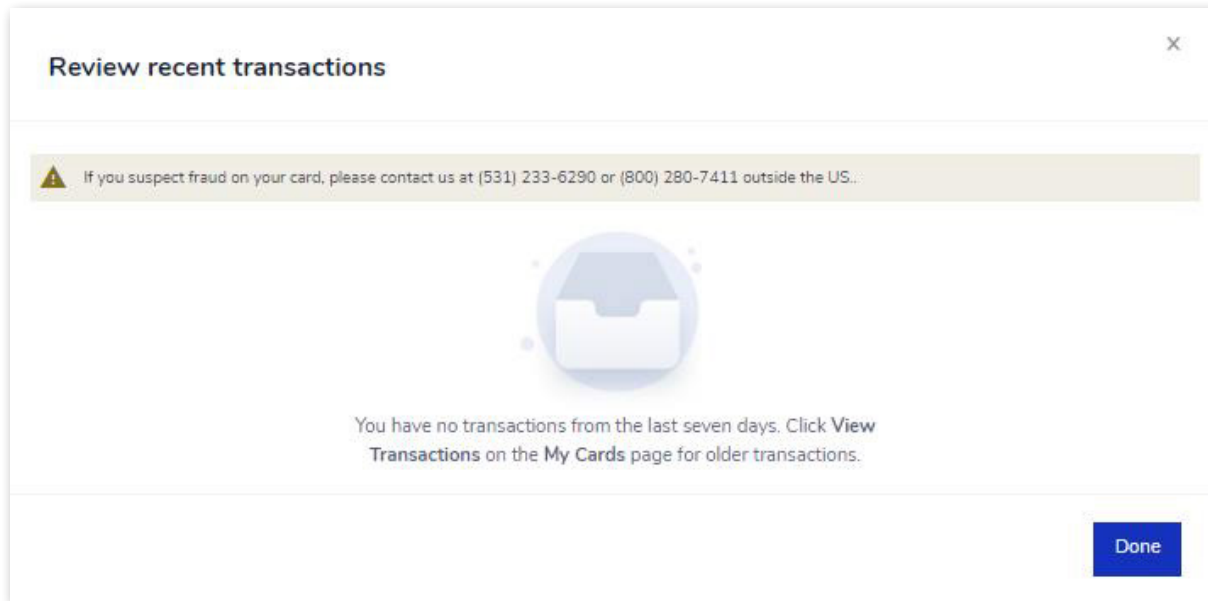 Review recent transactions
If you suspect fraud on your card, please contact us at (531) 233-6290 or (800) 280-7411 outside the US..
You have no transactions from the last seven days. Click View
Transactions on the My Cards page for older transactions.
Done